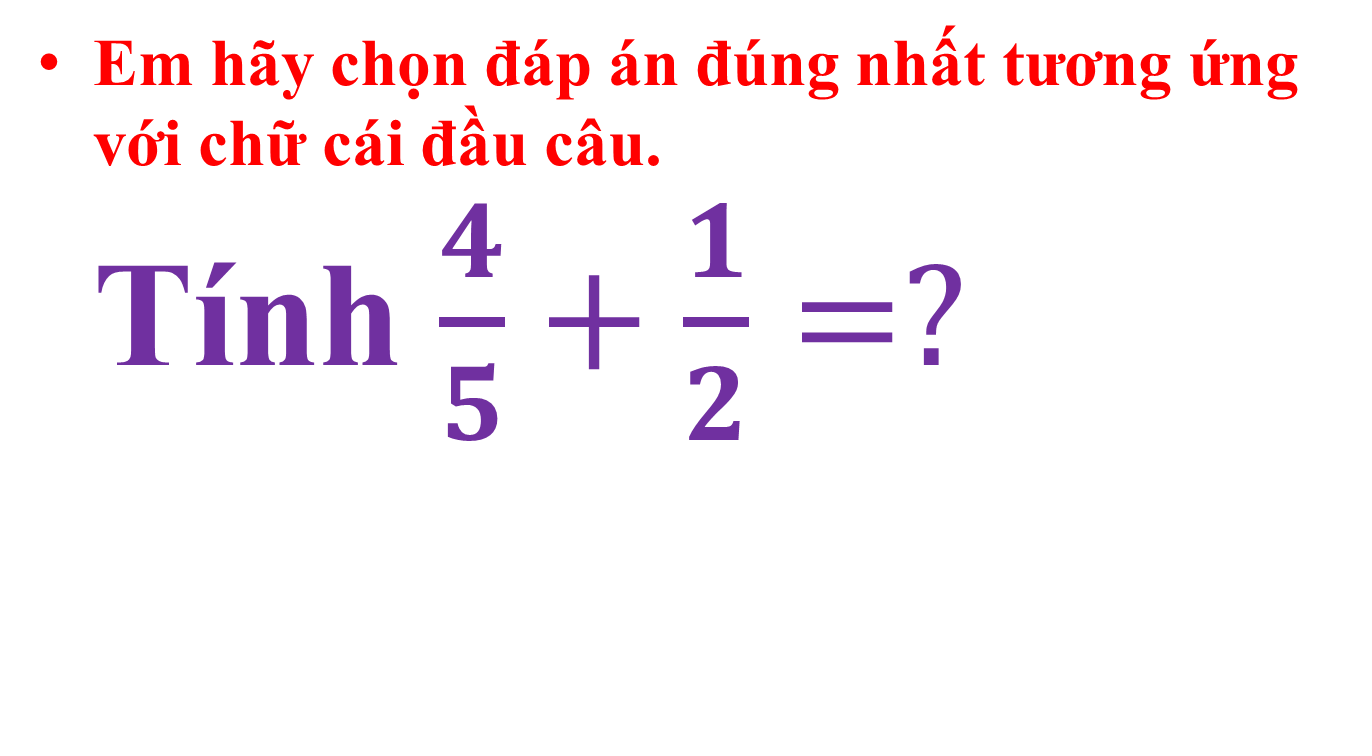 • Em hãy chọn đáp án đúng nhất tương ứng
với chữ cái đầu câu.
Tính 4/5 + 1/2 =?